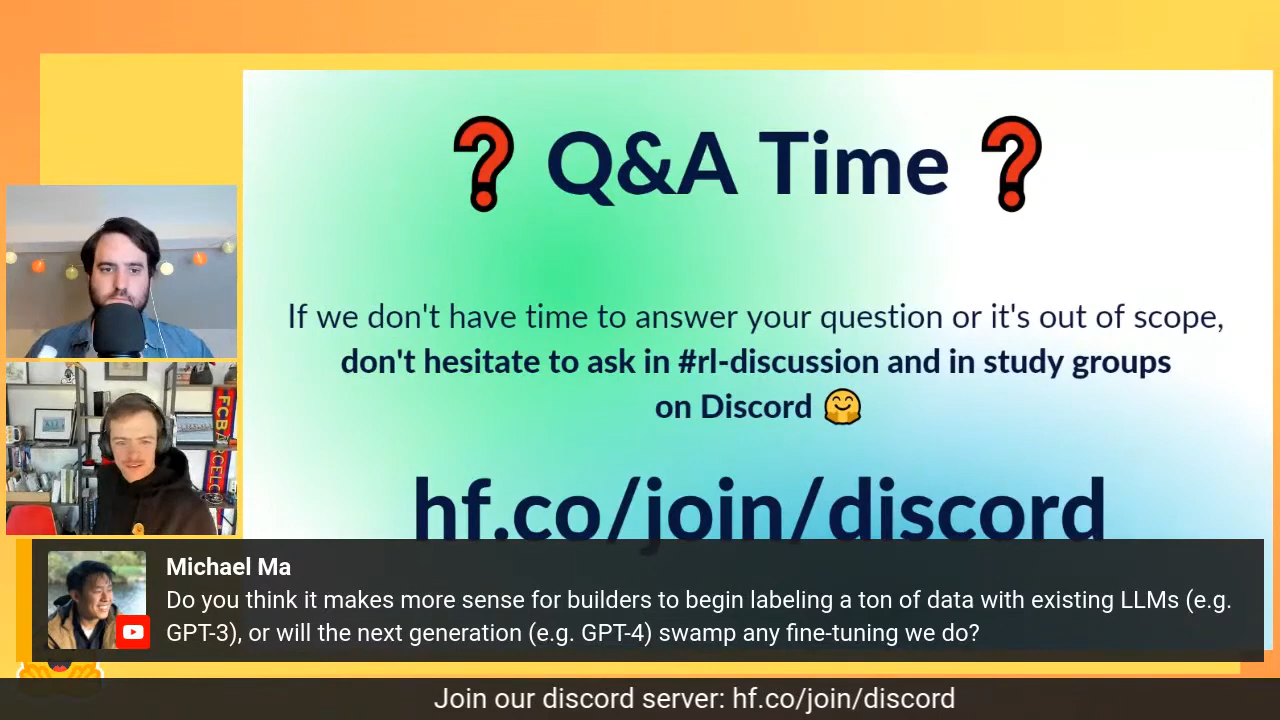 ❓ Q&A Time ❓
If we don't have time to answer your question or it's out of scope,
don't hesitate to ask in #rl-discussion and in study groups
on Discord 🤗
hf.co/join/discord
FCB
ARCELO
Michael Ma
Do you think it makes more sense for builders to begin labeling a ton of data with existing LLMs (e.g.
GPT-3), or will the next generation (e.g. GPT-4) swamp any fine-tuning we do?
Join our discord server: hf.co/join/discord